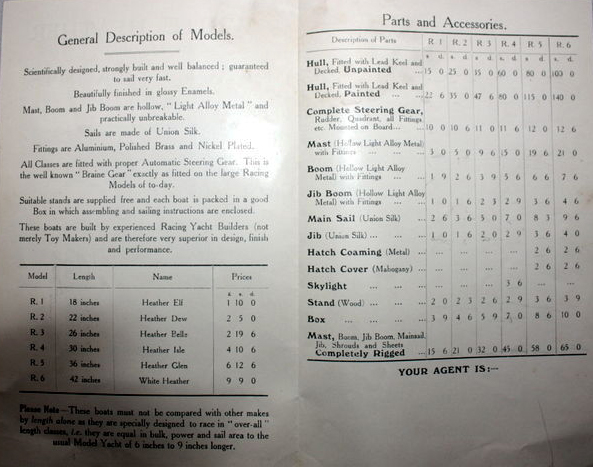 General Description of Models.
Scientifically designed, strongly built and well balanced ; guaranteed
to sail very fast.
Beautifully finished in glossy Enamels.
Mast, Boom and Jib Boom are hollow, " Light Alloy Metal " and
practically unbreakable.
Sails are made of Union Silk.
Fittings are Aluminium, Polished Brass and Nickel Plated.
All Classes are fitted with proper Automatic Steering Gear. This is
the well known "Braine Gear" exactly as fitted on the large Racing
Models of to-day.
Suitable stands are supplied free and each boat is packed in a good
Box in which assembling and sailing instructions are enclosed.
These boats are built by experienced Racing Yacht Builders (not
merely Toy Makers) and are therefore very superior in design, finish
and performance.
Model Length Name Prices
£ s. d.
R. 1 18 inches Heather Elf 1 10 0
R. 2 22 inches Heather Dew 2 5 0
R. 3 26 inches Heather Belle 2 19 6
R. 4 30 inches Heather Isle 4 10 6
R. 5 36 inches Heather Glen 6 12 6
R. 6 42 inches White Heather 9 9 0
Please Note—These boats must not be compared with other makes
by length alone as they are specially designed to race in "over-all"
length classes, i.e. they are equal in bulk, power and sail area to the
usual Model Yacht of 6 inches to 9 inches longer.
Parts and Accessories.
Description of Parts R. 1 R. 2 R. 3 R. 4 R. 5 R. 6
s. d. s. d. s. d. s. d. s. d. s. d.
Hull, Fitted with Lead Keel and
Decked. Unpainted ... 15 0 25 0 35 0 60 0 80 0 103 0
Hull, Fitted with Lead Keel and
Decked. Painted ... ... 22 6 35 0 47 6 80 0 115 0 140 0
Complete Steering Gear,
Rudder, Quadrant, all Fittings
etc. Mounted on Board... ... 10 0 10 6 11 0 11 6 12 0 12 6
Mast (Hollow Light Alloy Metal)
with Fittings ... ... ... 3 0 5 0 9 6 15 0 19 6 21 0
Boom (Hollow Light Alloy
Metal) with Fittings ... ... 1 9 2 6 3 9 5 6 6 6 7 6
Jib Boom (Hollow Light Alloy
Metal) with Fittings ... ... 1 0 1 6 2 3 2 9 3 6 4 6
Main Sail (Union Silk) ... ... 2 6 3 6 5 0 7 0 8 3 9 6
Jib (Union Silk) ... ... ... 1 0 1 6 2 0 2 9 3 6 4 0
Hatch Coaming (Metal) ... ... ... ... ... 2 6 2 6
Hatch Cover (Mahogany) ... ... ... ... ... 2 6 2 6
Skylight ... ... ... ... ... ... 3 6
Stand (Wood) ... ... ... 2 0 2 3 2 6 2 9 3 6 3 9
Box ... ... ... ... 3 9 4 6 5 9 7 0 8 6 10 0
Mast, Boom, Jib Boom, Mainsail,
Jib, Shrouds and Sheets
Completely Rigged ... 15 6 21 0 32 0 45 0 58 0 65 0
YOUR AGENT IS:—